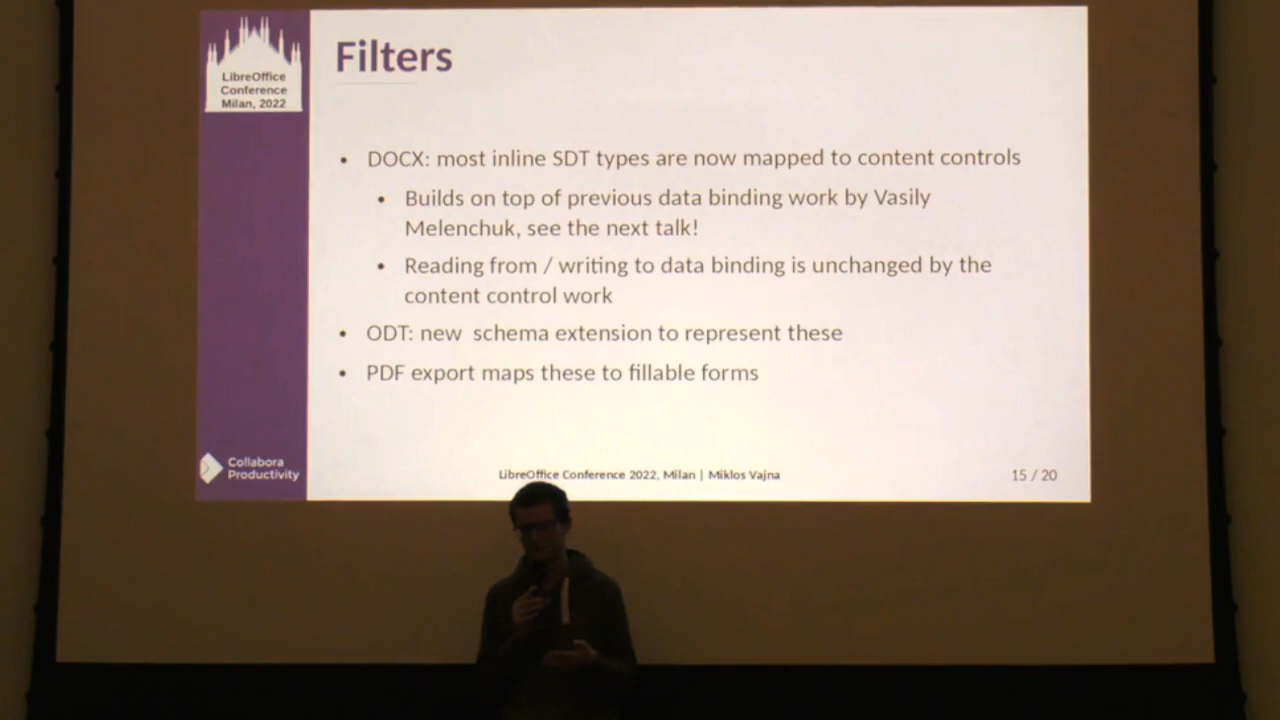 LibreOffice
Conference
Milan, 2022
Filters
• DOCX: most inline SDT types are now mapped to content controls
• Builds on top of previous data binding work by Vasily
Melenchuk, see the next talk!
• Reading from / writing to data binding is unchanged by the
content control work
• ODT: new schema extension to represent these
• PDF export maps these to fillable forms
Collabora
Productivity
LibreOffice Conference 2022, Milan | Miklos Vajna
15 / 20